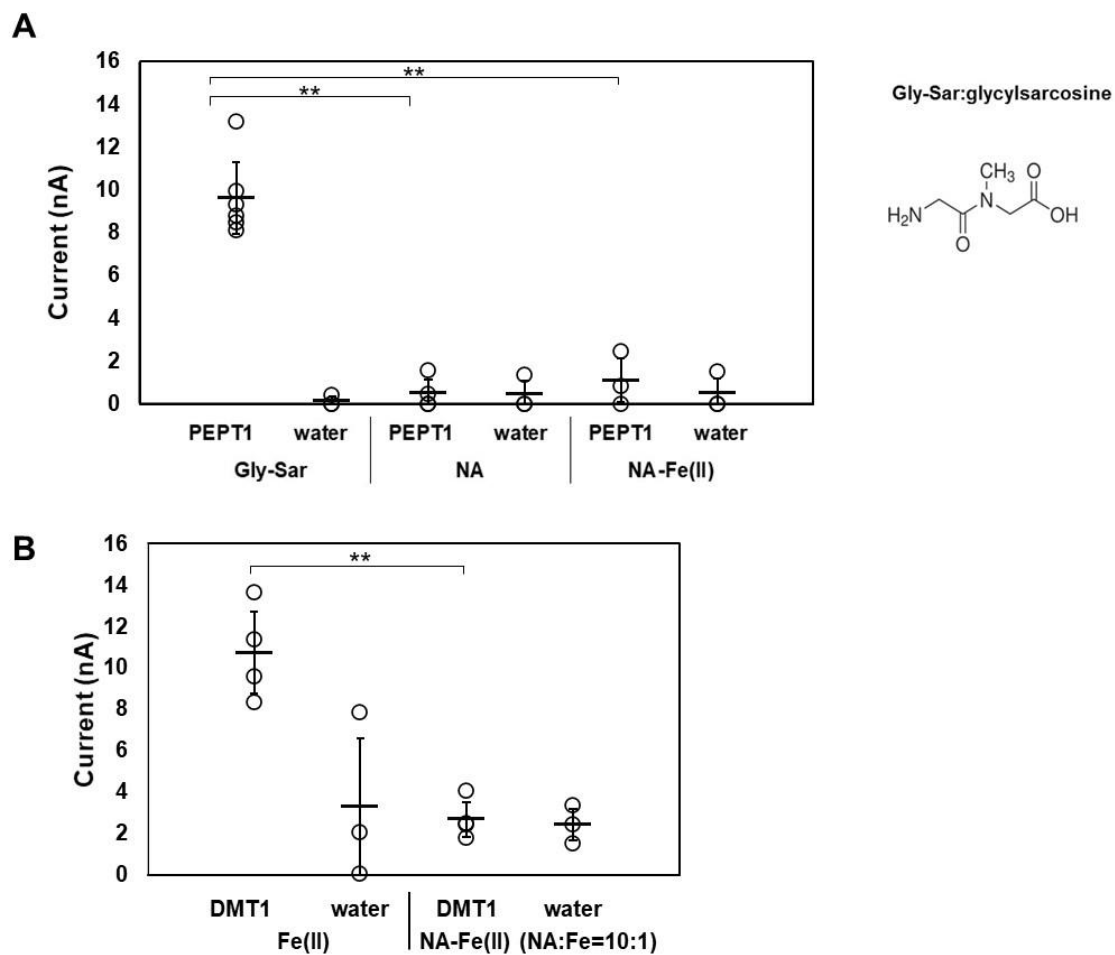 A
16
14
12
10
8
6
4
2
0
Current (nA)
**
**
PEPT1 water PEPT1 water PEPT1 water
Gly-Sar NA NA-Fe(II)
Gly-Sar:glycylsarcosine
CH3 O
H2N N OH
O
B
16
14
12
10
8
6
4
2
0
Current (nA)
**
DMT1 water DMT1 water
Fe(II) NA-Fe(II) (NA:Fe=10:1)